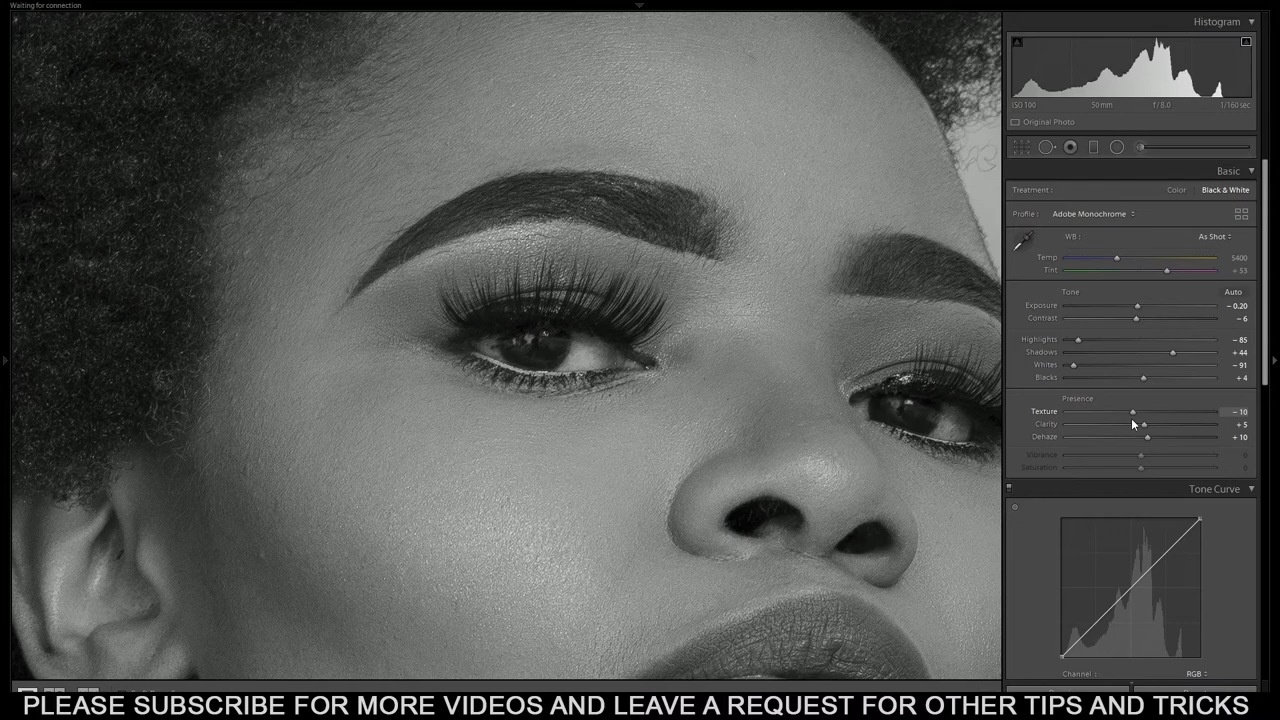 Waiting for connection
Histogram
ISO 100 50 mm f / 8.0 1/160 sec
Original Photo
Basic
Treatment : Color Black & White
Profile : Adobe Monochrome
WB : As Shot
Temp 5400
Tint + 53
Tone Auto
Exposure − 0.20
Contrast − 6
Highlights − 85
Shadows + 44
Whites − 91
Blacks + 4
Presence
Texture − 10
Clarity + 5
Dehaze + 10
Vibrance 0
Saturation 0
Tone Curve
Channel : RGB
PLEASE SUBSCRIBE FOR MORE VIDEOS AND LEAVE A REQUEST FOR OTHER TIPS AND TRICKS